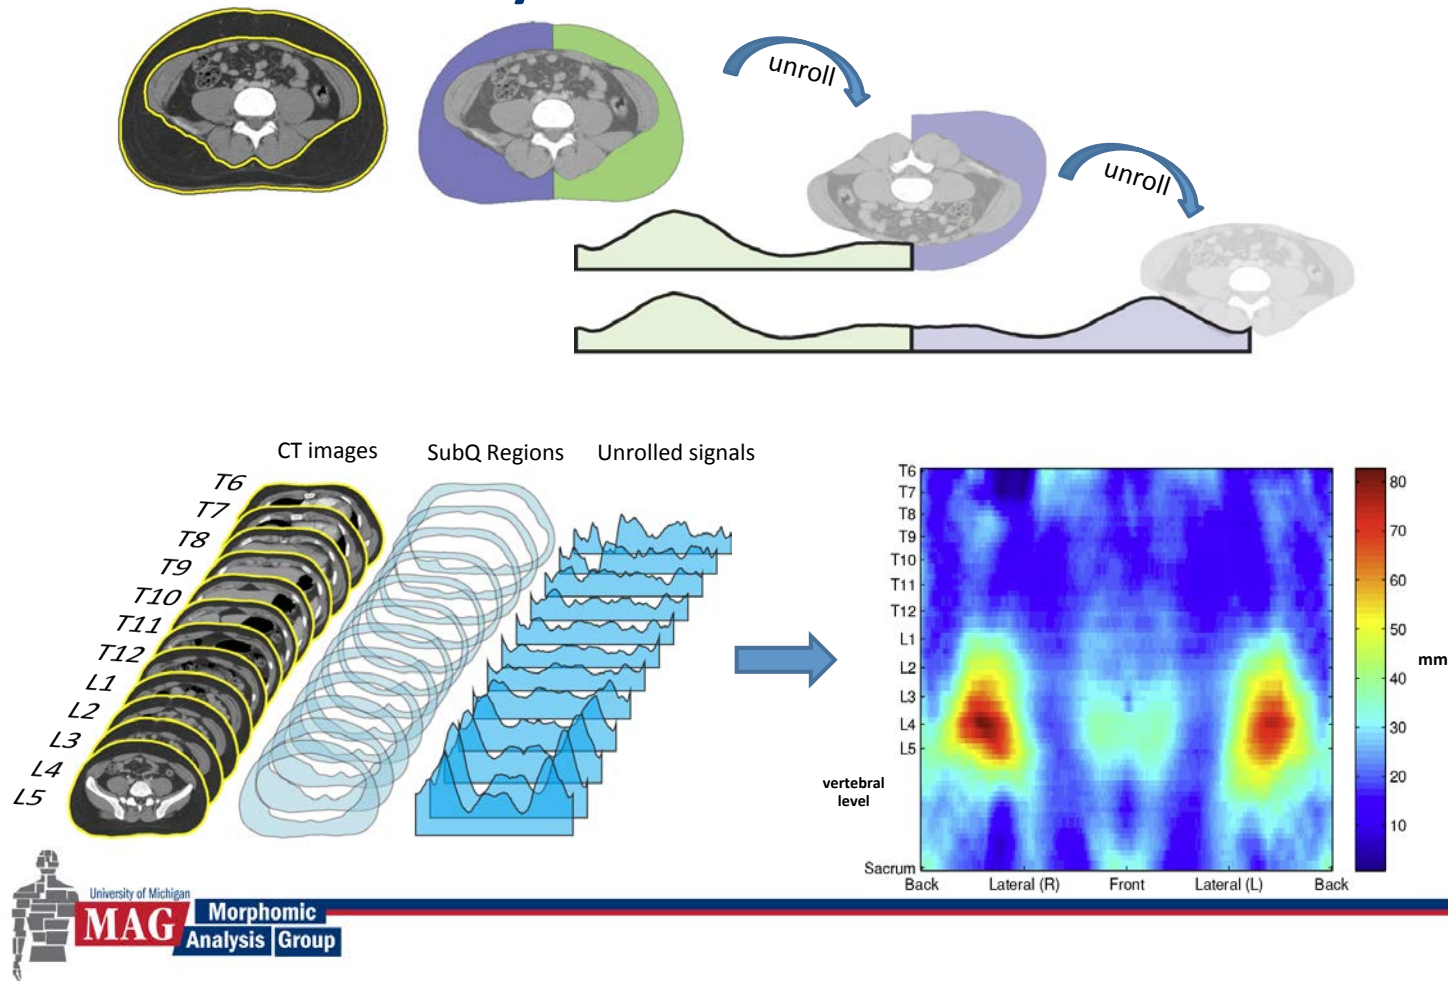 unroll
unroll
CT images
SubQ Regions
Unrolled signals
T6
T7
T8
T9
T10
T11
T12
L1
L2
L3
L4
L5
T6
T7
T8
T9
T10
T11
T12
L1
L2
L3
L4
L5
vertebral
level
Sacrum
Back
Lateral (R)
Front
Lateral (L)
Back
80
70
60
50
40
30
20
10
mm
University of Michigan
MAG
Morphomic
Analysis Group